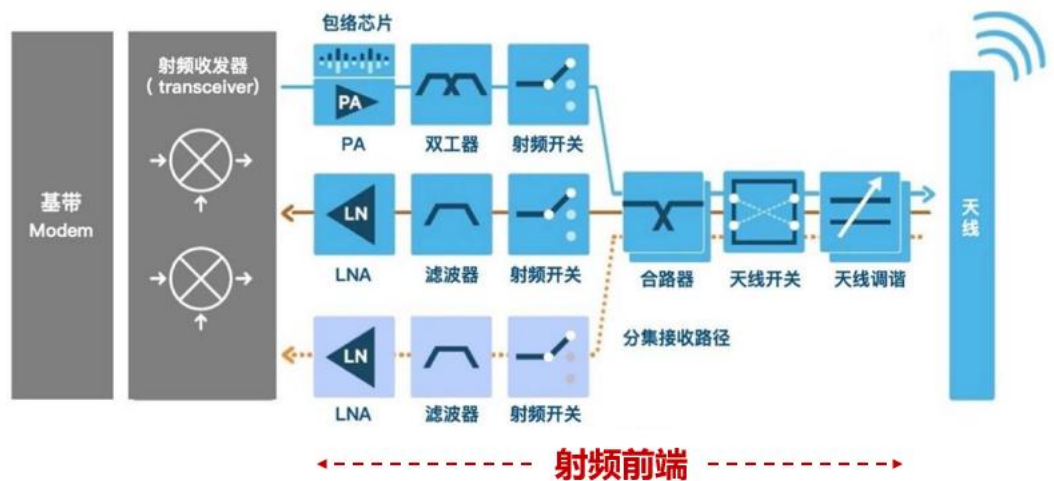 包络芯片
射频收发器
( transceiver)
PA
PA
双工器
射频开关
基带
Modem
LN
LNA
滤波器
射频开关
合路器
天线开关
天线调谐
天线
分集接收路径
LN
LNA
滤波器
射频开关
射频前端